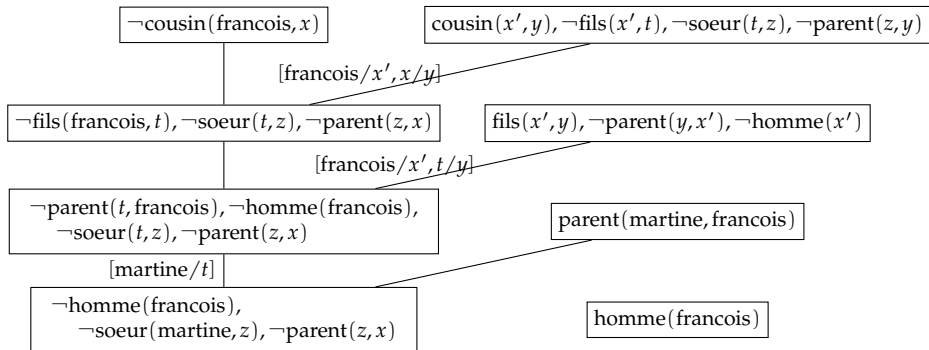 ¬cousin(francois, x)
cousin(x′, y), ¬fils(x′, t), ¬soeur(t, z), ¬parent(z, y)
[francois/x′, x/y]
¬fils(francois, t), ¬soeur(t, z), ¬parent(z, x)
fils(x′, y), ¬parent(y, x′), ¬homme(x′)
[francois/x′, t/y]
¬parent(t, francois), ¬homme(francois),
¬soeur(t, z), ¬parent(z, x)
parent(martine, francois)
[martine/t]
¬homme(francois),
¬soeur(martine, z), ¬parent(z, x)
homme(francois)